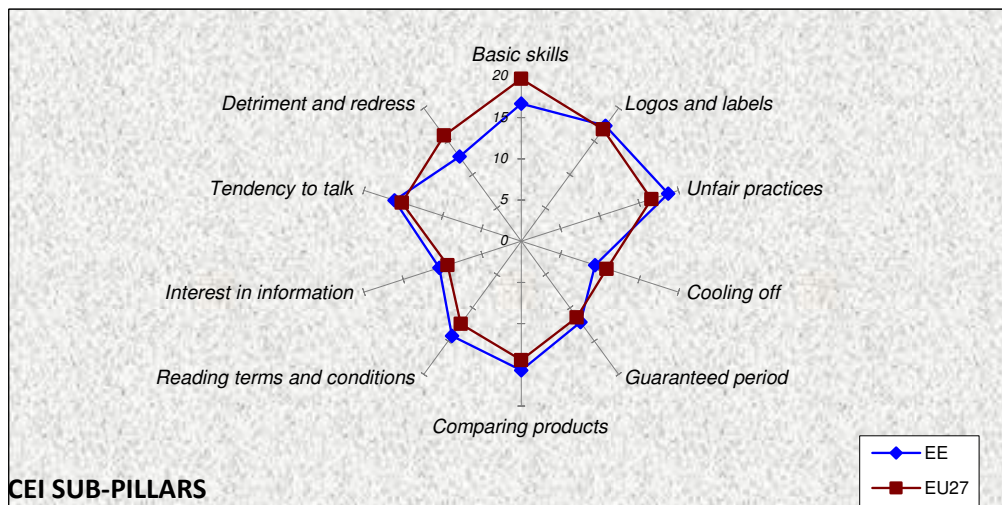 Basic skills
20
Detriment and redress
Logos and labels
15
10
Tendency to talk
Unfair practices
5
0
Interest in information
Cooling off
Reading terms and conditions
Guaranteed period
Comparing products
EE
CEI SUB-PILLARS
EU27